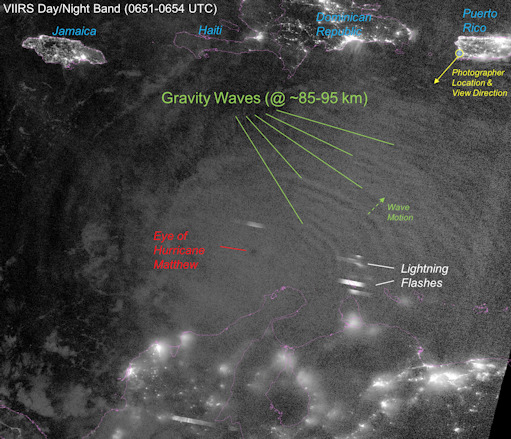 VIIRS Day/Night Band (0651-0654 UTC)
Jamaica
Haiti
Dominican
Republic
Puerto
Rico
Photographer
Location &
View Direction
Gravity Waves (@ ~85-95 km)
Wave
Motion
Eye of
Hurricane
Matthew
Lightning
Flashes